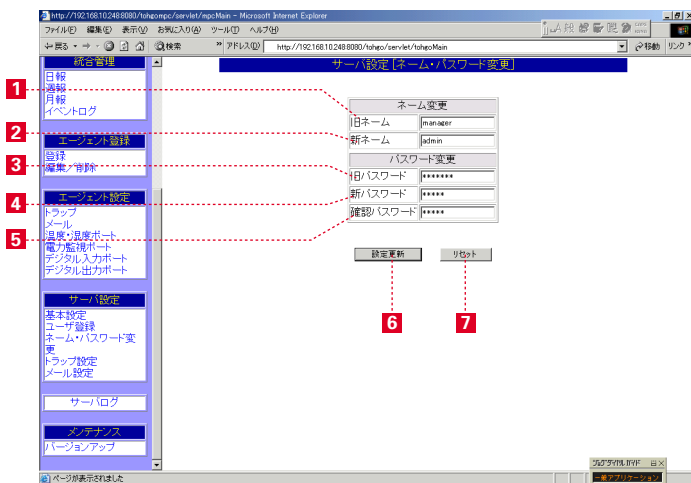 http://192.168.10.248:8080/tohgompc/servlet/mpcMain - Microsoft Internet Explorer
ファイル(F) 編集(E) 表示(V) お気に入り(A) ツール(T) ヘルプ(H)
戻る 検索 » アドレス(D) http://192.168.10.248:8080/tohgo/servlet/tohgoMain 移動 リンク »
統合管理
日報
週報
月報
イベントログ
エージェント登録
登録
編集/削除
エージェント設定
トラップ
メール
温度・湿度ポート
電力監視ポート
デジタル入力ポート
デジタル出力ポート
サーバ設定
基本設定
ユーザ登録
ネーム・パスワード変
更
トラップ設定
メール設定
サーバログ
メンテナンス
バージョンアップ
サーバ設定 [ネーム・パスワード変更]
ネーム変更
旧ネーム manager
新ネーム admin
パスワード変更
旧パスワード *******
新パスワード *****
確認パスワード *****
設定更新 リセット
1
2
3
4
5
6
7
ページが表示されました
一般アプリケーション